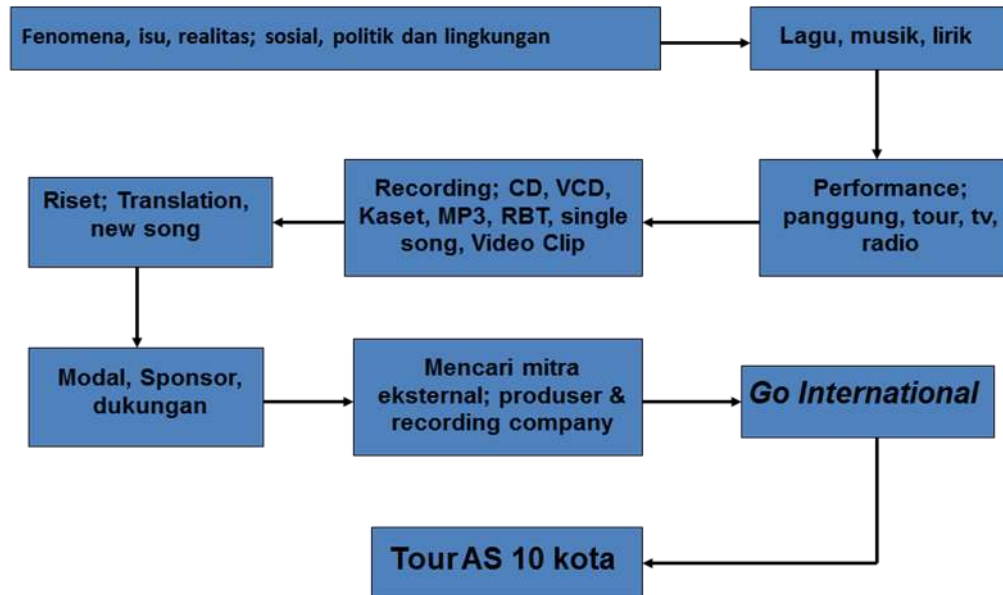 Fenomena, isu, realitas; sosial, politik dan lingkungan
Lagu, musik, lirik
Performance;
panggung, tour, tv,
radio
Recording; CD, VCD,
Kaset, MP3, RBT, single
song, Video Clip
Riset; Translation,
new song
Modal, Sponsor,
dukungan
Mencari mitra
eksternal; produser &
recording company
Go International
Tour AS 10 kota